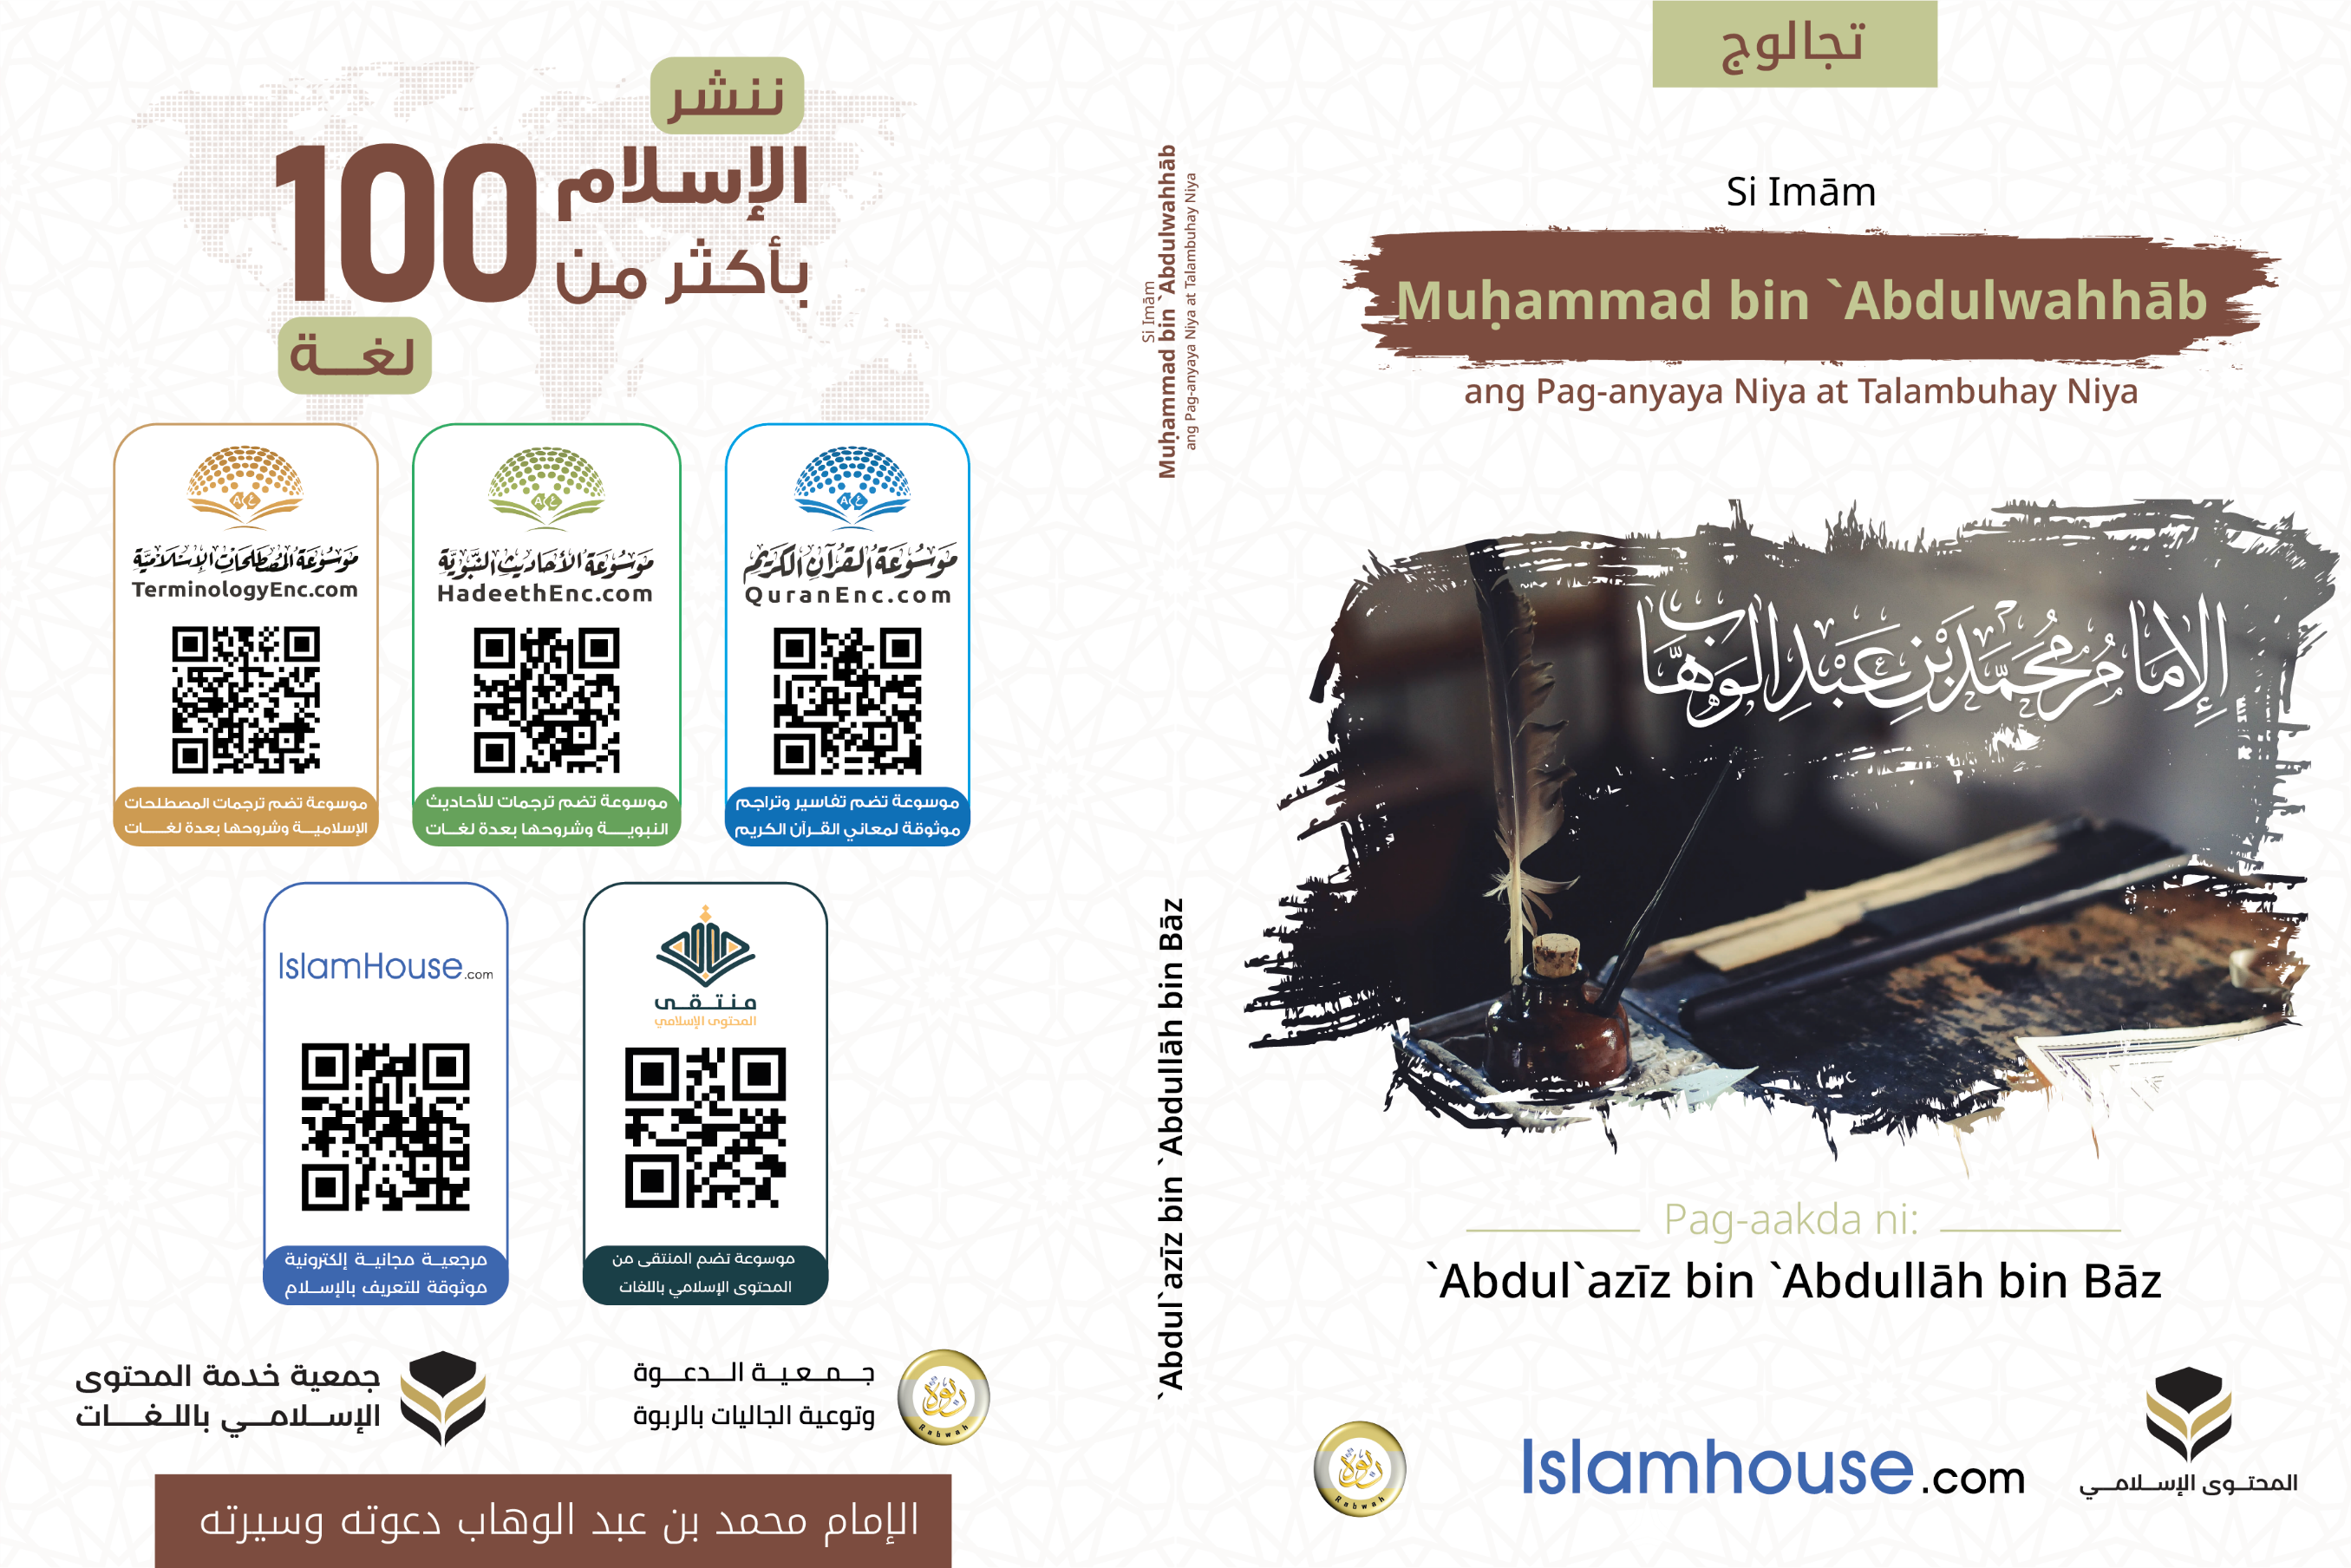 تجالوج
Si Imām
Muḥammad bin `Abdulwahhāb
ang Pag-anyaya Niya at Talambuhay Niya
الإمام محمد بن عبد الوهاب
Pag-aakda ni:
`Abdul`azīz bin `Abdullāh bin Bāz
ربوة
Rabwah
Islamhouse.com
المحتوى الإسلامي
Si Imām
Muḥammad bin `Abdulwahhāb
ang Pag-anyaya Niya at Talambuhay Niya
`Abdul`azīz bin `Abdullāh bin Bāz
ننشر
الإسلام
بأكثر من 100
لغة
موسوعة القرآن الكريم
QuranEnc.com
موسوعة تضم تفاسير وتراجم
موثوقة لمعاني القرآن الكريم
موسوعة الأحاديث النبوية
HadeethEnc.com
موسوعة تضم ترجمات للأحاديث
النبوية وشروحها بعدة لغات
موسوعة المصطلحات الإسلامية
TerminologyEnc.com
موسوعة تضم ترجمات المصطلحات
الإسلامية وشروحها بعدة لغات
منتقى
المحتوى الإسلامي
موسوعة تضم المنتقى من
المحتوى الإسلامي باللغات
IslamHouse.com
مرجعية مجانية إلكترونية
موثوقة للتعريف بالإسلام
جمعية الدعوة
وتوعية الجاليات بالربوة
ربوة
Rabwah
جمعية خدمة المحتوى
الإسلامي باللغات
الإمام محمد بن عبد الوهاب دعوته وسيرته